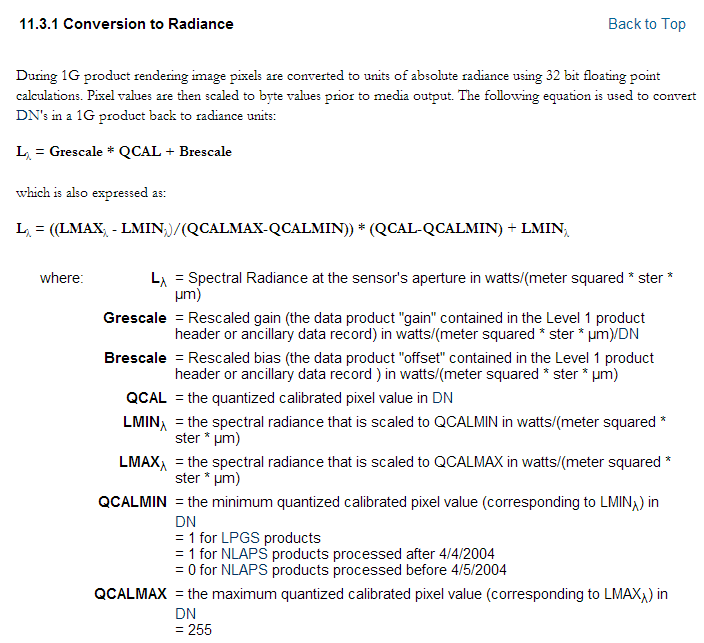 11.3.1 Conversion to Radiance Back to Top
During 1G product rendering image pixels are converted to units of absolute radiance using 32 bit floating point
calculations. Pixel values are then scaled to byte values prior to media output. The following equation is used to convert
DN's in a 1G product back to radiance units:
Lλ = Grescale * QCAL + Brescale
which is also expressed as:
Lλ = ((LMAXλ - LMINλ)/(QCALMAX-QCALMIN)) * (QCAL-QCALMIN) + LMINλ
where: Lλ = Spectral Radiance at the sensor's aperture in watts/(meter squared * ster *
μm)
Grescale = Rescaled gain (the data product "gain" contained in the Level 1 product
header or ancillary data record) in watts/(meter squared * ster * μm)/DN
Brescale = Rescaled bias (the data product "offset" contained in the Level 1 product
header or ancillary data record ) in watts/(meter squared * ster * μm)
QCAL = the quantized calibrated pixel value in DN
LMINλ = the spectral radiance that is scaled to QCALMIN in watts/(meter squared *
ster * μm)
LMAXλ = the spectral radiance that is scaled to QCALMAX in watts/(meter squared *
ster * μm)
QCALMIN = the minimum quantized calibrated pixel value (corresponding to LMINλ) in
DN
= 1 for LPGS products
= 1 for NLAPS products processed after 4/4/2004
= 0 for NLAPS products processed before 4/5/2004
QCALMAX = the maximum quantized calibrated pixel value (corresponding to LMAXλ) in
DN
= 255